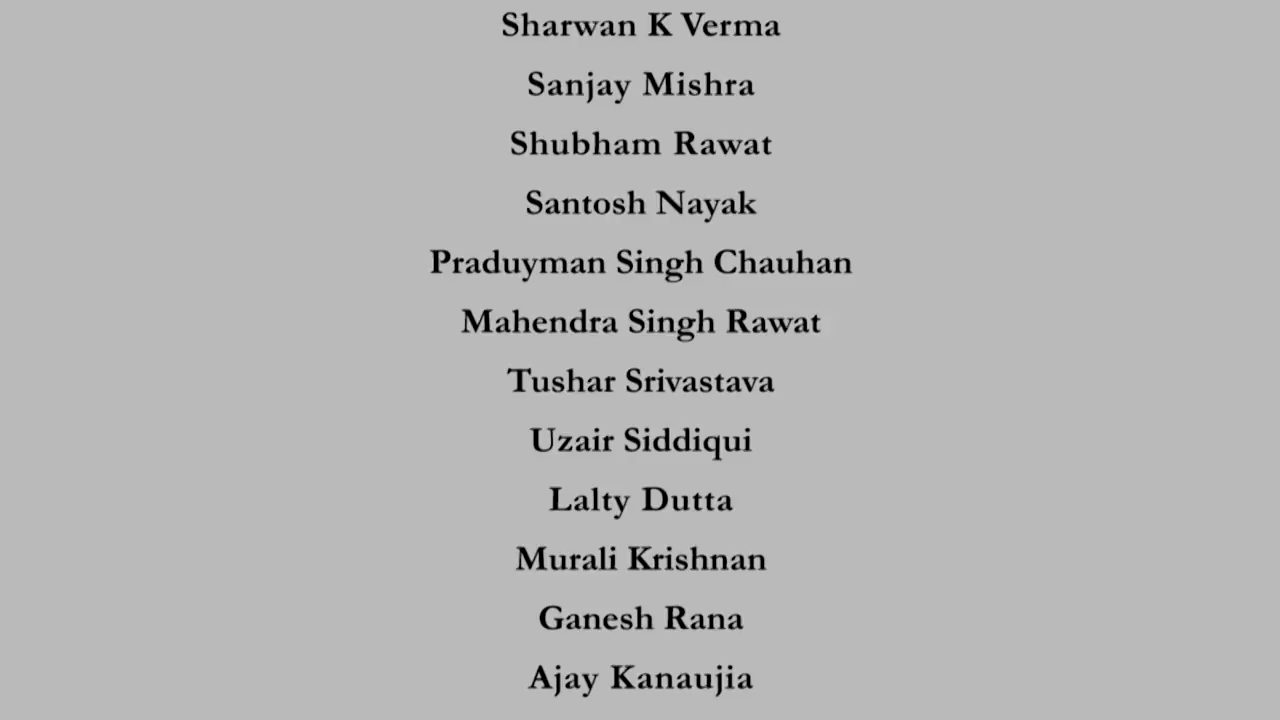 Sharwan K Verma
Sanjay Mishra
Shubham Rawat
Santosh Nayak
Praduyman Singh Chauhan
Mahendra Singh Rawat
Tushar Srivastava
Uzair Siddiqui
Lalty Dutta
Murali Krishnan
Ganesh Rana
Ajay Kanaujia